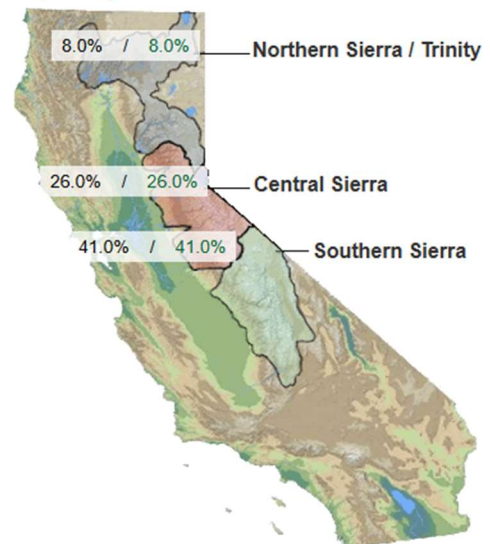 8.0% / 8.0% Northern Sierra / Trinity
26.0% / 26.0% Central Sierra
41.0% / 41.0% Southern Sierra